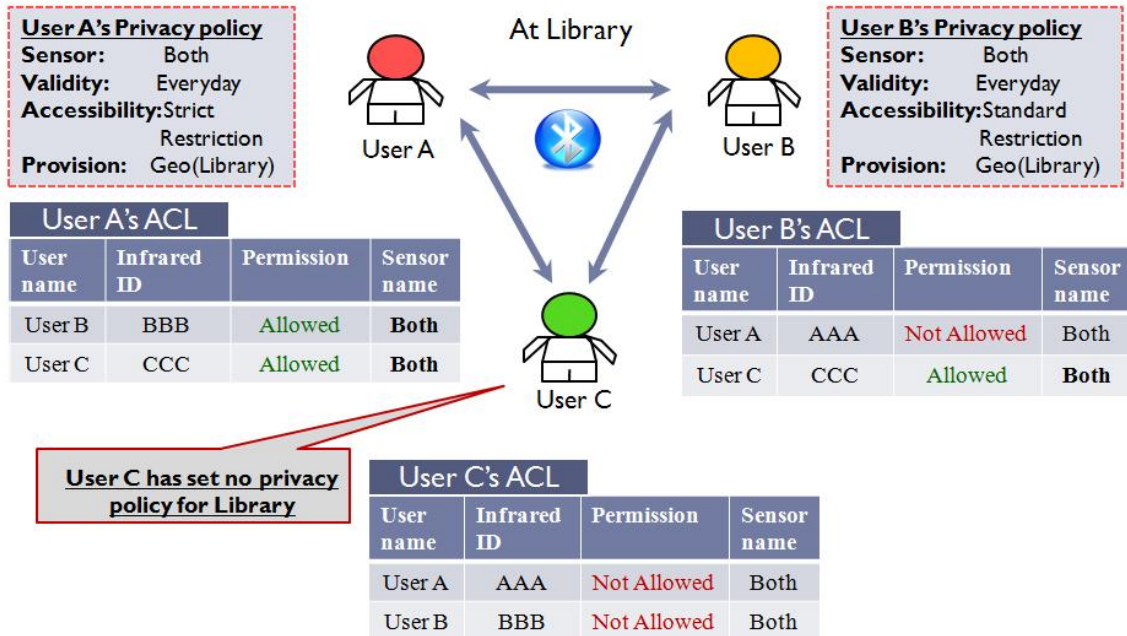 User A's Privacy policy
Sensor: Both
Validity: Everyday
Accessibility:Strict
Restriction
Provision: Geo(Library)
At Library
User A
User B
User B's Privacy policy
Sensor: Both
Validity: Everyday
Accessibility:Standard
Restriction
Provision: Geo(Library)
User A's ACL
User name Infrared ID Permission Sensor name
User B BBB Allowed Both
User C CCC Allowed Both
User B's ACL
User name Infrared ID Permission Sensor name
User A AAA Not Allowed Both
User C CCC Allowed Both
User C
User C has set no privacy
policy for Library
User C's ACL
User name Infrared ID Permission Sensor name
User A AAA Not Allowed Both
User B BBB Not Allowed Both